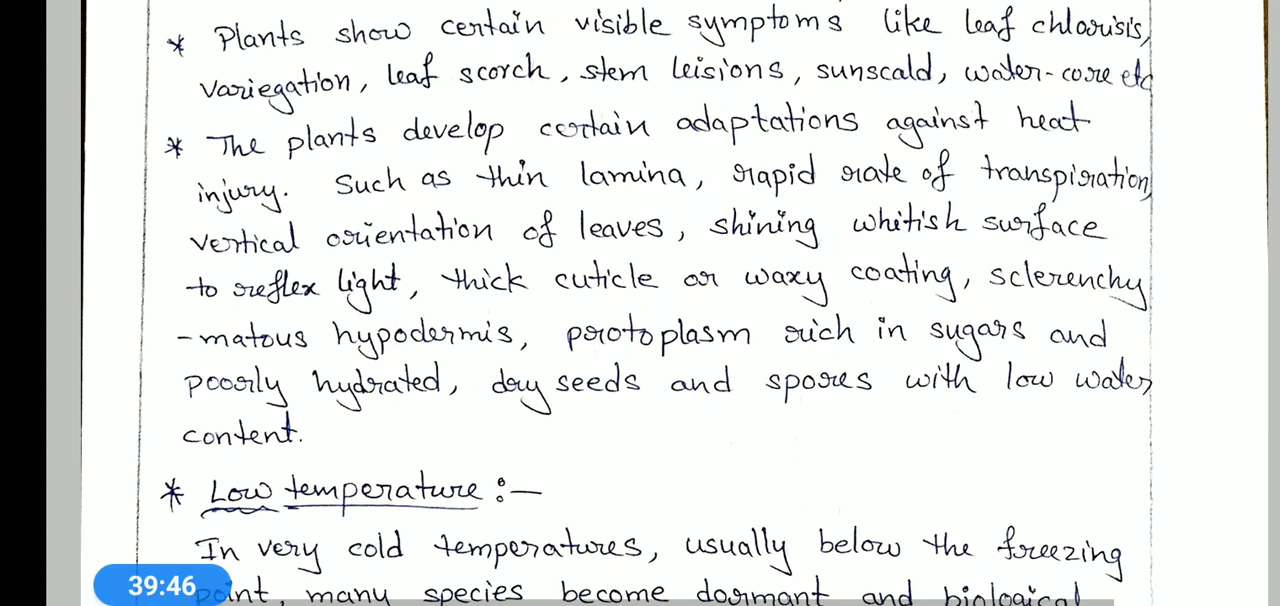 * Plants show certain visible symptoms like leaf chlorisis,
variegation, leaf scorch, stem leisions, sunscald, water-core etc
* The plants develop certain adaptations against heat
injury. Such as thin lamina, rapid rate of transpiration,
vertical orientation of leaves, shining whitish surface
to reflex light, thick cuticle or waxy coating, sclerenchy
-matous hypodermis, protoplasm rich in sugars and
poorly hydrated, dry seeds and spores with low water
content.
* Low temperature :-
In very cold temperatures, usually below the freezing
39:46 point, many species become dormant and biological